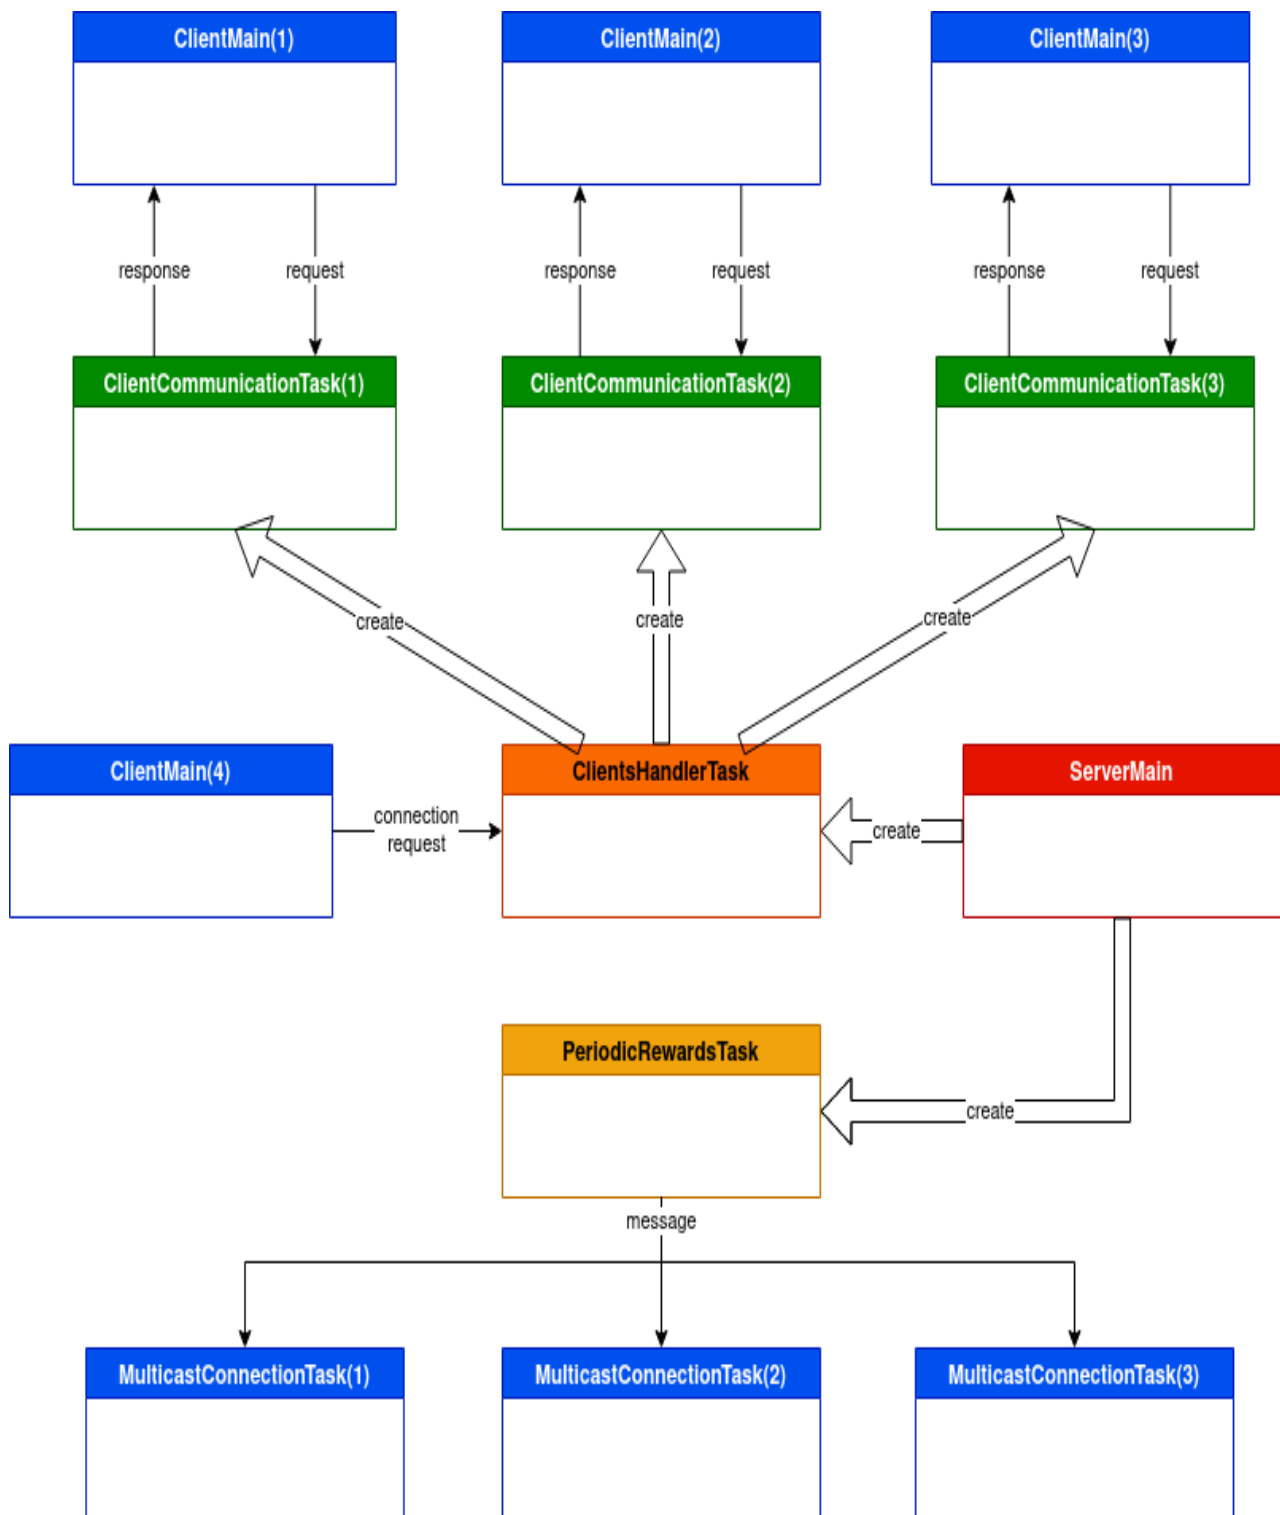 ClientMain(1)
ClientMain(2)
ClientMain(3)
response
request
response
request
response
request
ClientCommunicationTask(1)
ClientCommunicationTask(2)
ClientCommunicationTask(3)
create
create
create
ClientMain(4)
ClientsHandlerTask
ServerMain
connection
request
create
PeriodicRewardsTask
create
message
MulticastConnectionTask(1)
MulticastConnectionTask(2)
MulticastConnectionTask(3)